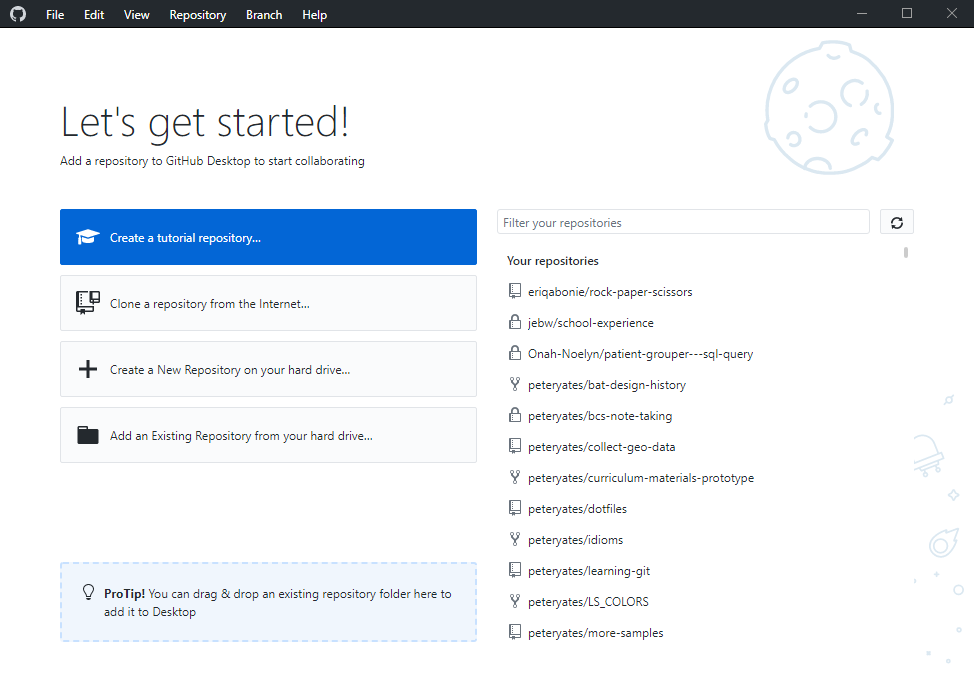 File Edit View Repository Branch Help
Let's get started!
Add a repository to GitHub Desktop to start collaborating
Create a tutorial repository...
Clone a repository from the Internet...
Create a New Repository on your hard drive...
Add an Existing Repository from your hard drive...
ProTip! You can drag & drop an existing repository folder here to
add it to Desktop
Filter your repositories
Your repositories
eriqabonie/rock-paper-scissors
jebw/school-experience
Onah-Noelyn/patient-grouper---sql-query
peteryates/bat-design-history
peteryates/bcs-note-taking
peteryates/collect-geo-data
peteryates/curriculum-materials-prototype
peteryates/dotfiles
peteryates/idioms
peteryates/learning-git
peteryates/LS_COLORS
peteryates/more-samples